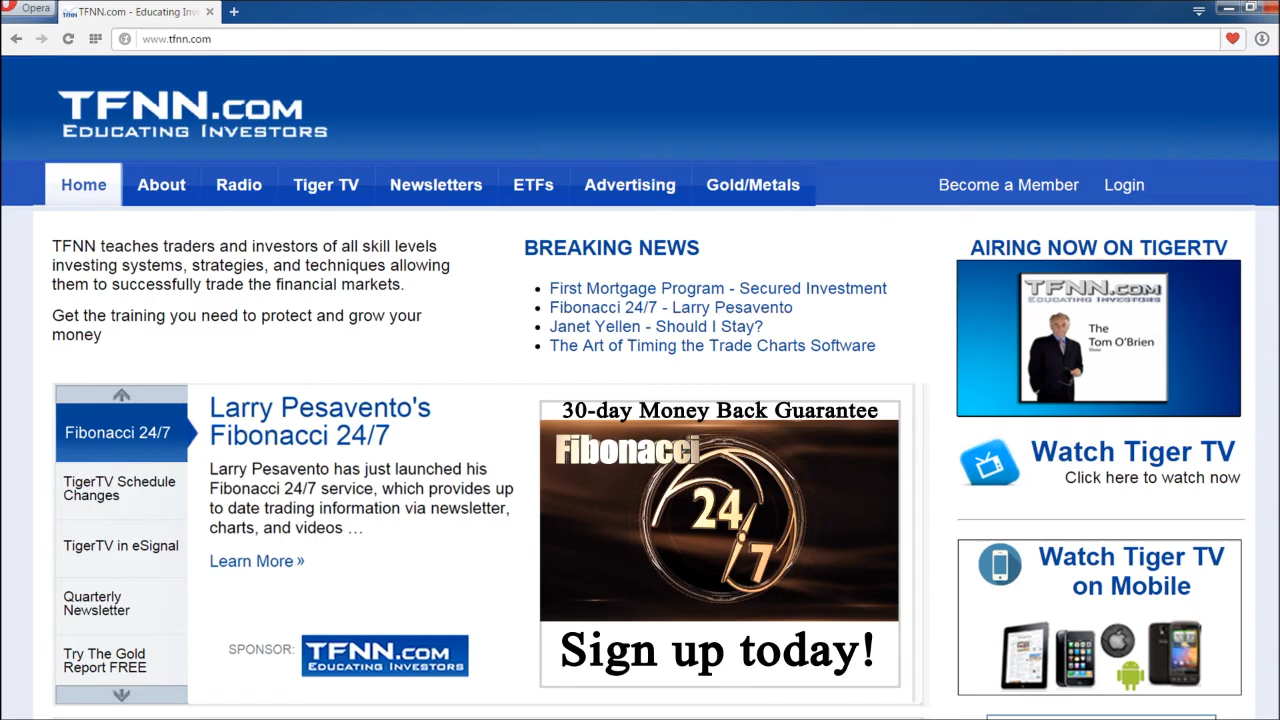 Opera
TFNN.com - Educating Inv
www.tfnn.com
TFNN.COM
EDUCATING INVESTORS
Home
About
Radio
Tiger TV
Newsletters
ETFs
Advertising
Gold/Metals
Become a Member
Login
TFNN teaches traders and investors of all skill levels
investing systems, strategies, and techniques allowing
them to successfully trade the financial markets.
Get the training you need to protect and grow your
money
BREAKING NEWS
First Mortgage Program - Secured Investment
Fibonacci 24/7 - Larry Pesavento
Janet Yellen - Should I Stay?
The Art of Timing the Trade Charts Software
AIRING NOW ON TIGERTV
TFNN.COM
EDUCATING INVESTORS
The
Tom O'Brien
Show
Watch Tiger TV
Click here to watch now
Watch Tiger TV
on Mobile
Fibonacci 24/7
TigerTV Schedule
Changes
TigerTV in eSignal
Quarterly
Newsletter
Try The Gold
Report FREE
Larry Pesavento's
Fibonacci 24/7
Larry Pesavento has just launched his
Fibonacci 24/7 service, which provides up
to date trading information via newsletter,
charts, and videos …
Learn More »
SPONSOR:
TFNN.COM
EDUCATING INVESTORS
30-day Money Back Guarantee
Fibonacci
24
7
Sign up today!